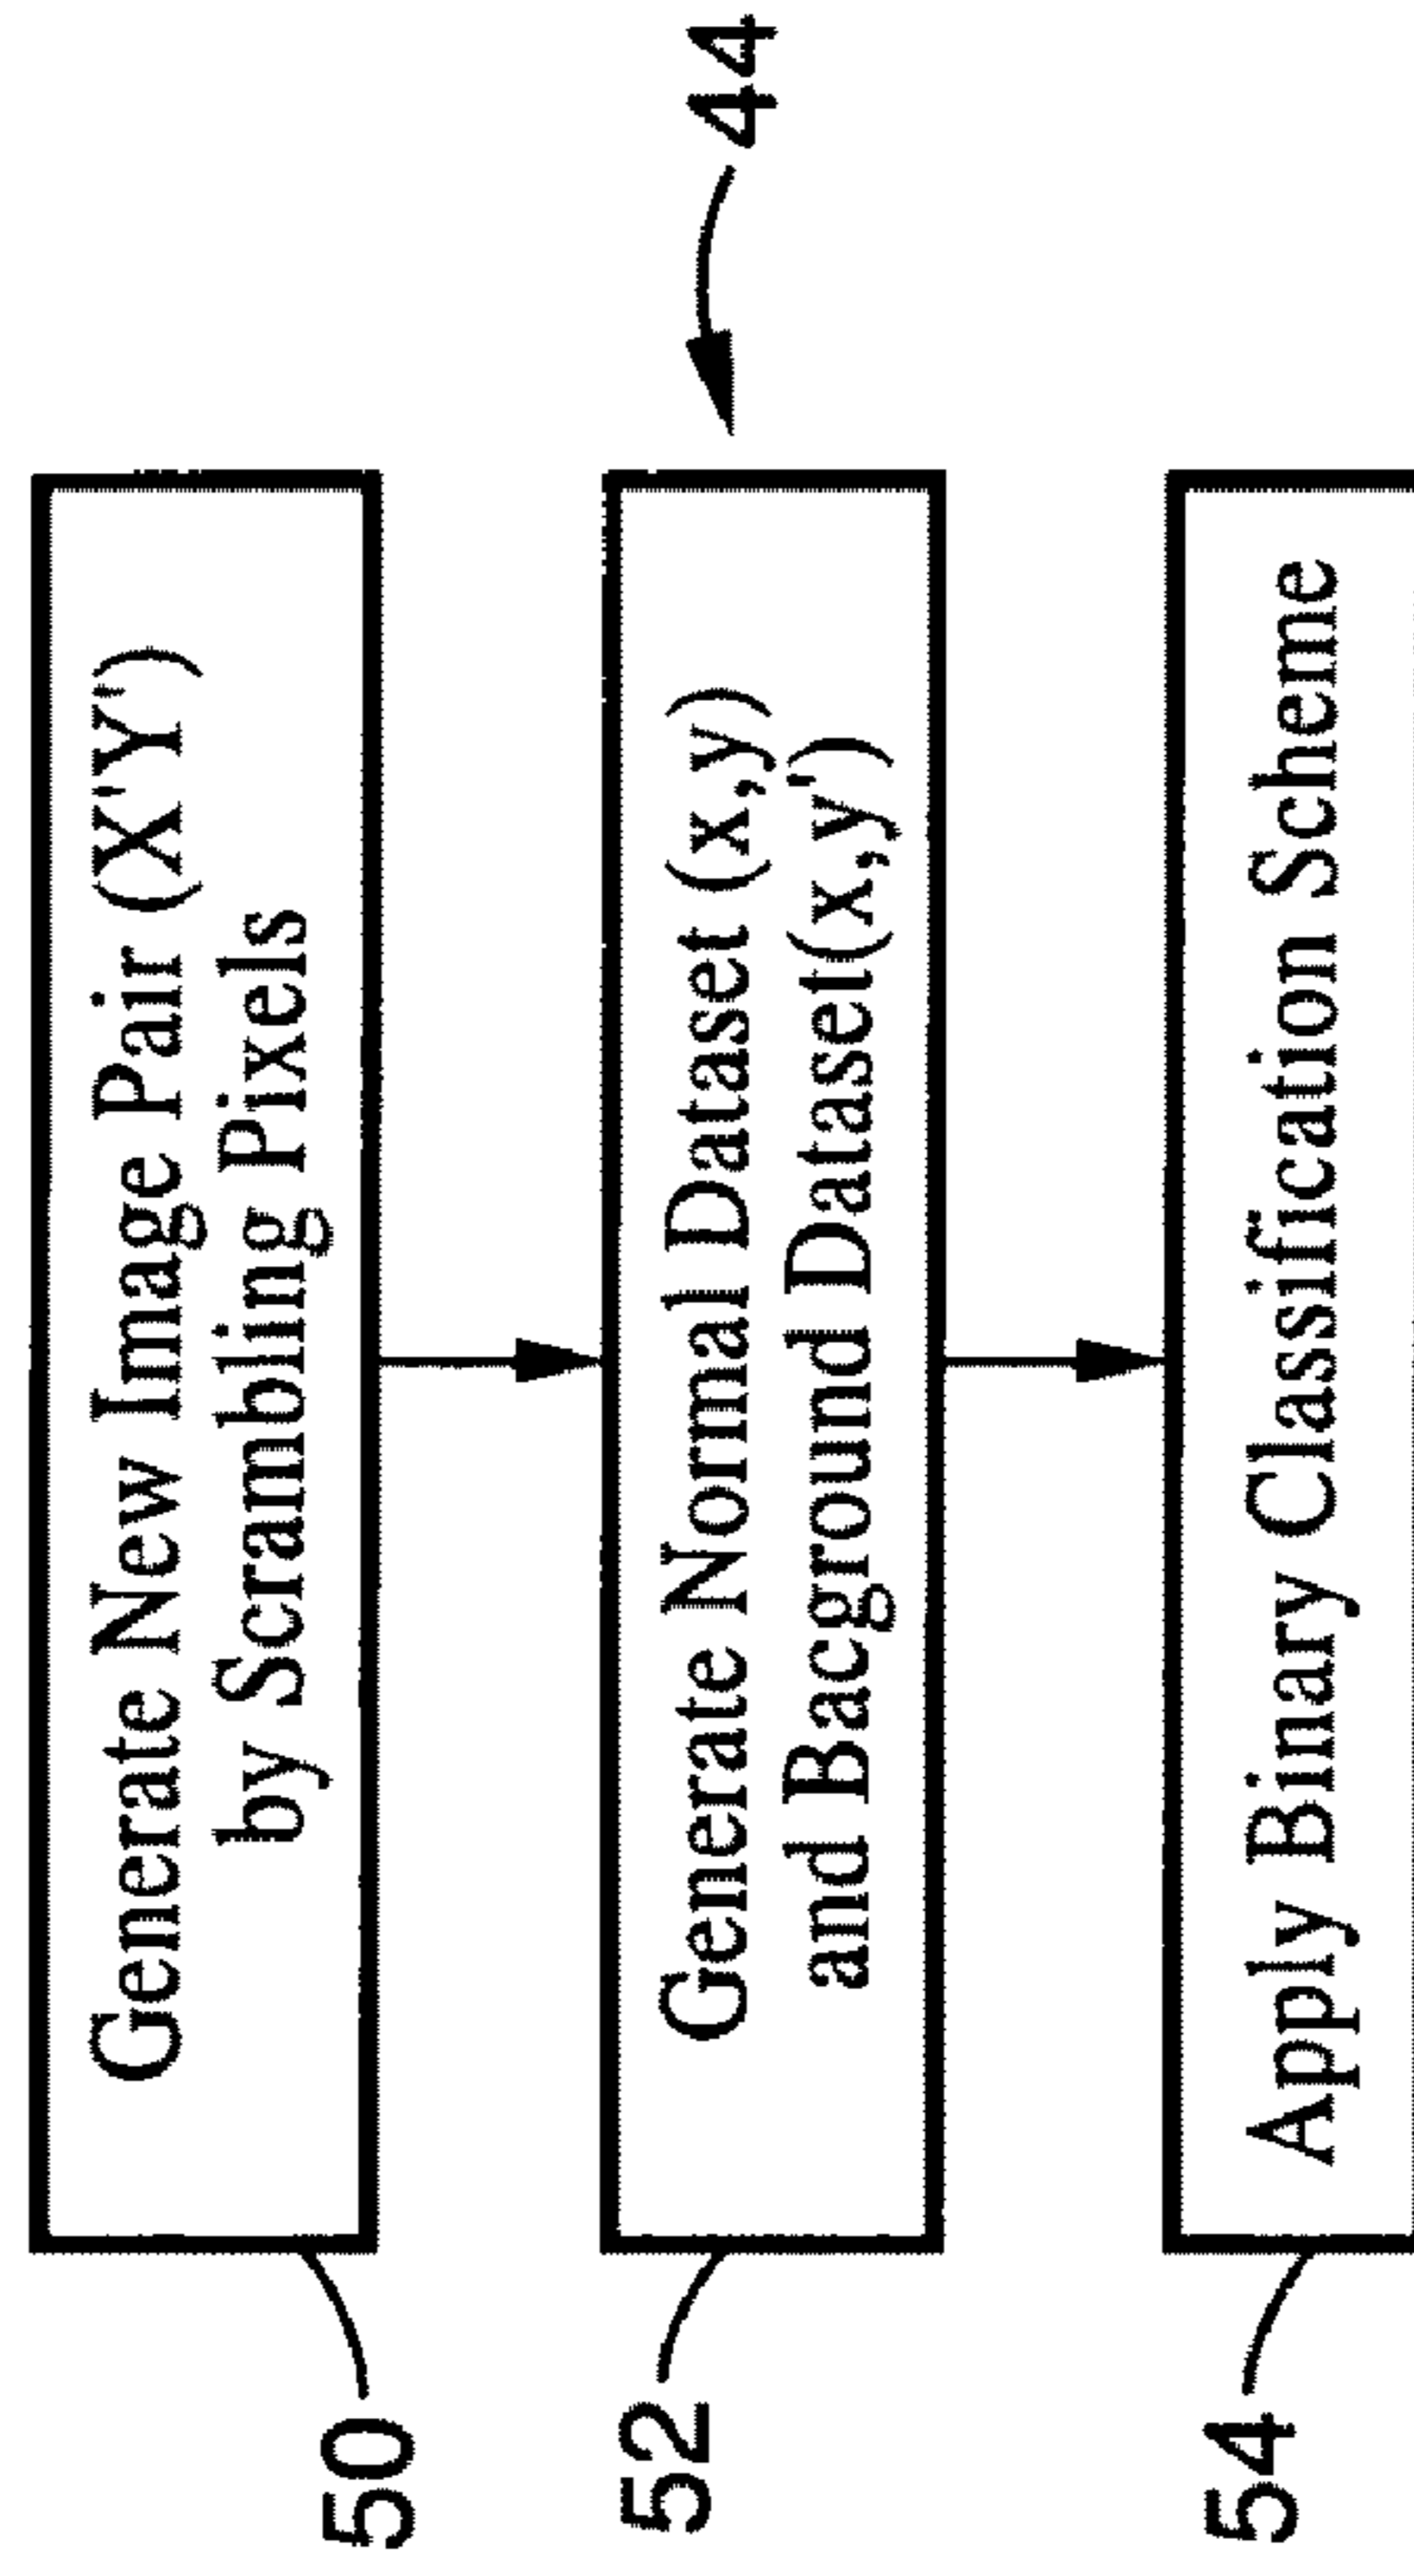 Generate New Image Pair (X'Y')
by Scrambling Pixels
50
44
Generate Normal Dataset (x,y)
and Bacground Dataset(x,y')
52
Apply Binary Classification Scheme
54